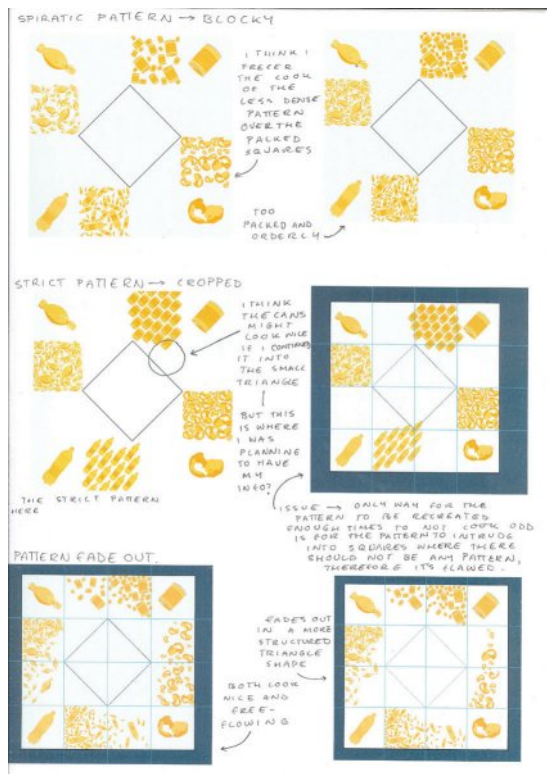 SPIRATIC PATTERN → BLOCKY
I THINK I
PREFER
THE LOOK
OF THE
LESS DENSE
PATTERN
OVER THE
PACKED
SQUARES
TOO
PACKED AND
ORDERLY
STRICT PATTERN → CROPPED
I THINK
THE CANS
MIGHT
LOOK NICE
IF I CONTINUED
IT INTO
THE SMALL
TRIANGLE
BUT THIS
IS WHERE
I WAS
PLANNING
TO HAVE
MY
INFO?
THE STRICT PATTERN
HERE
ISSUE → ONLY WAY FOR THE
PATTERN TO BE RECREATED
ENOUGH TIMES TO NOT LOOK ODD
IS FOR THE PATTERN TO INTRUDE
INTO SQUARES WHERE THERE
SHOULD NOT BE ANY PATTERN,
THEREFORE IT'S FLAWED.
PATTERN FADE OUT.
FADES OUT
IN A MORE
STRUCTURED
TRIANGLE
SHAPE
BOTH LOOK
NICE AND
FREE-
FLOWING